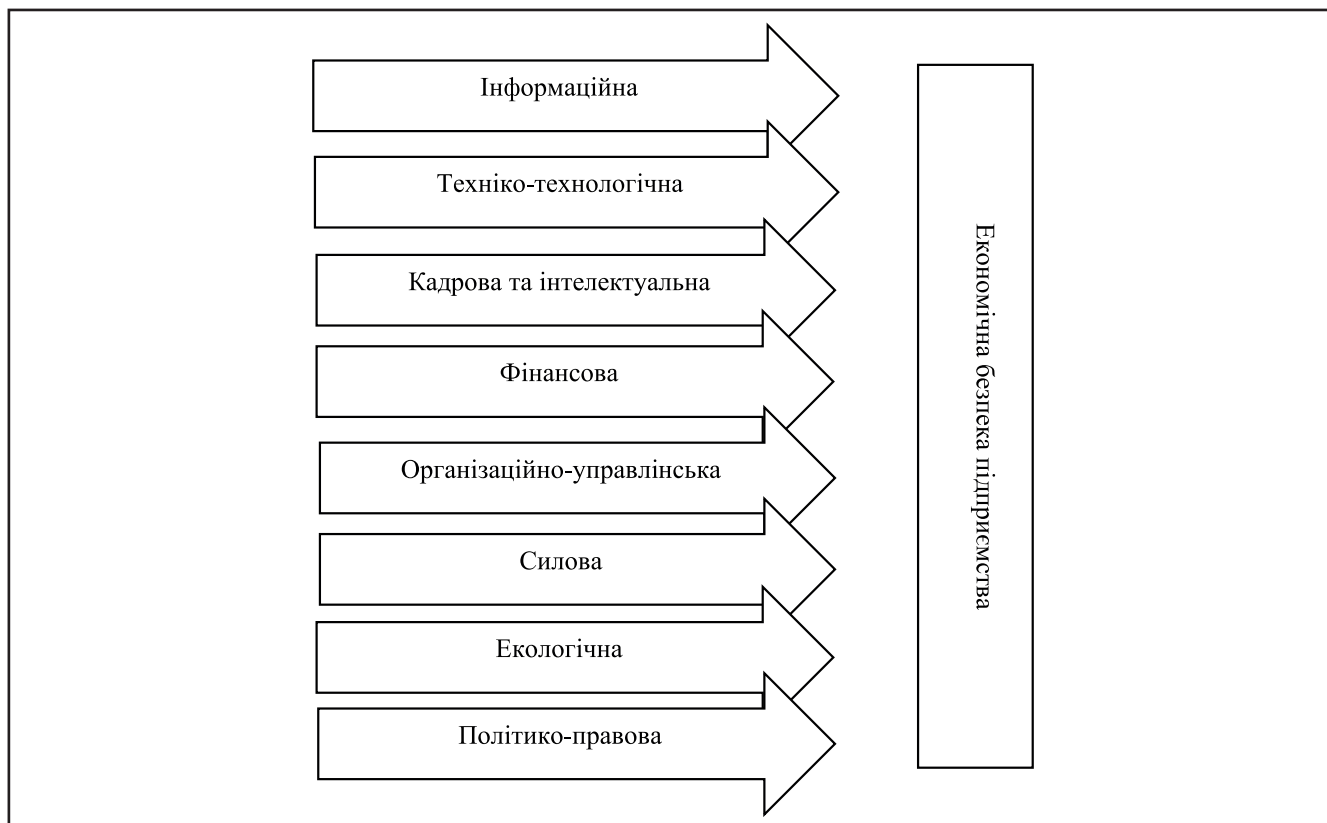 Інформаційна
Техніко-технологічна
Кадрова та інтелектуальна
Фінансова
Організаційно-управлінська
Силова
Екологічна
Політико-правова
Економічна безпека підприємства